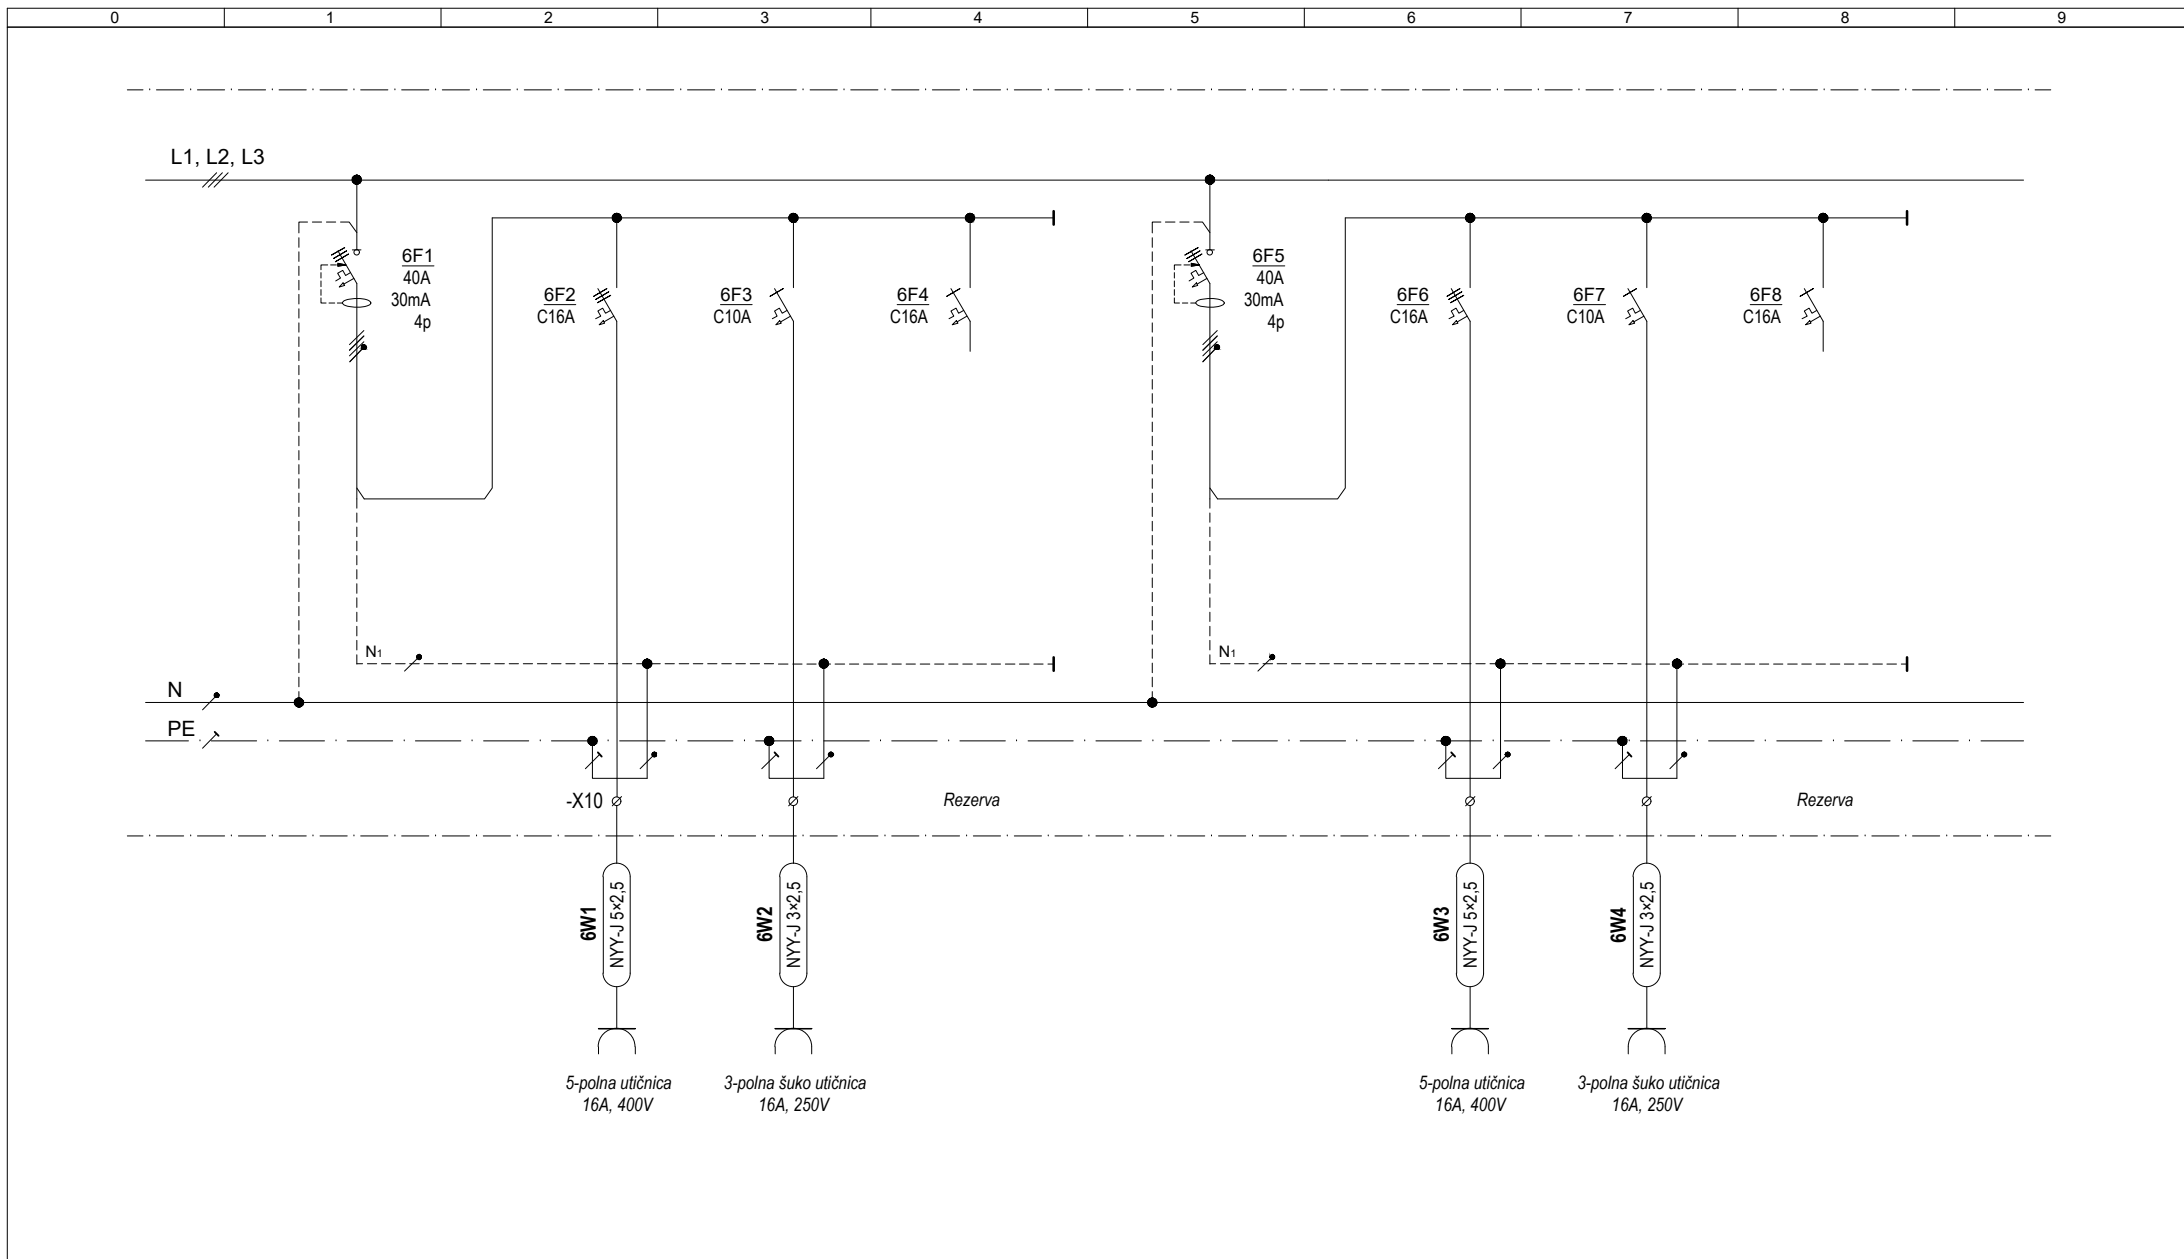 0 1 2 3 4 5 6 7 8 9
L1, L2, L3
6F1
40A
30mA
4p
6F2
C16A
6F3
C10A
6F4
C16A
6F5
40A
30mA
4p
6F6
C16A
6F7
C10A
6F8
C16A
N1
N1
N
PE
-X10
Rezerva
Rezerva
6W1
NYY-J 5×2,5
6W2
NYY-J 3×2,5
6W3
NYY-J 5×2,5
6W4
NYY-J 3×2,5
5-polna utičnica
16A, 400V
3-polna šuko utičnica
16A, 250V
5-polna utičnica
16A, 400V
3-polna šuko utičnica
16A, 250V